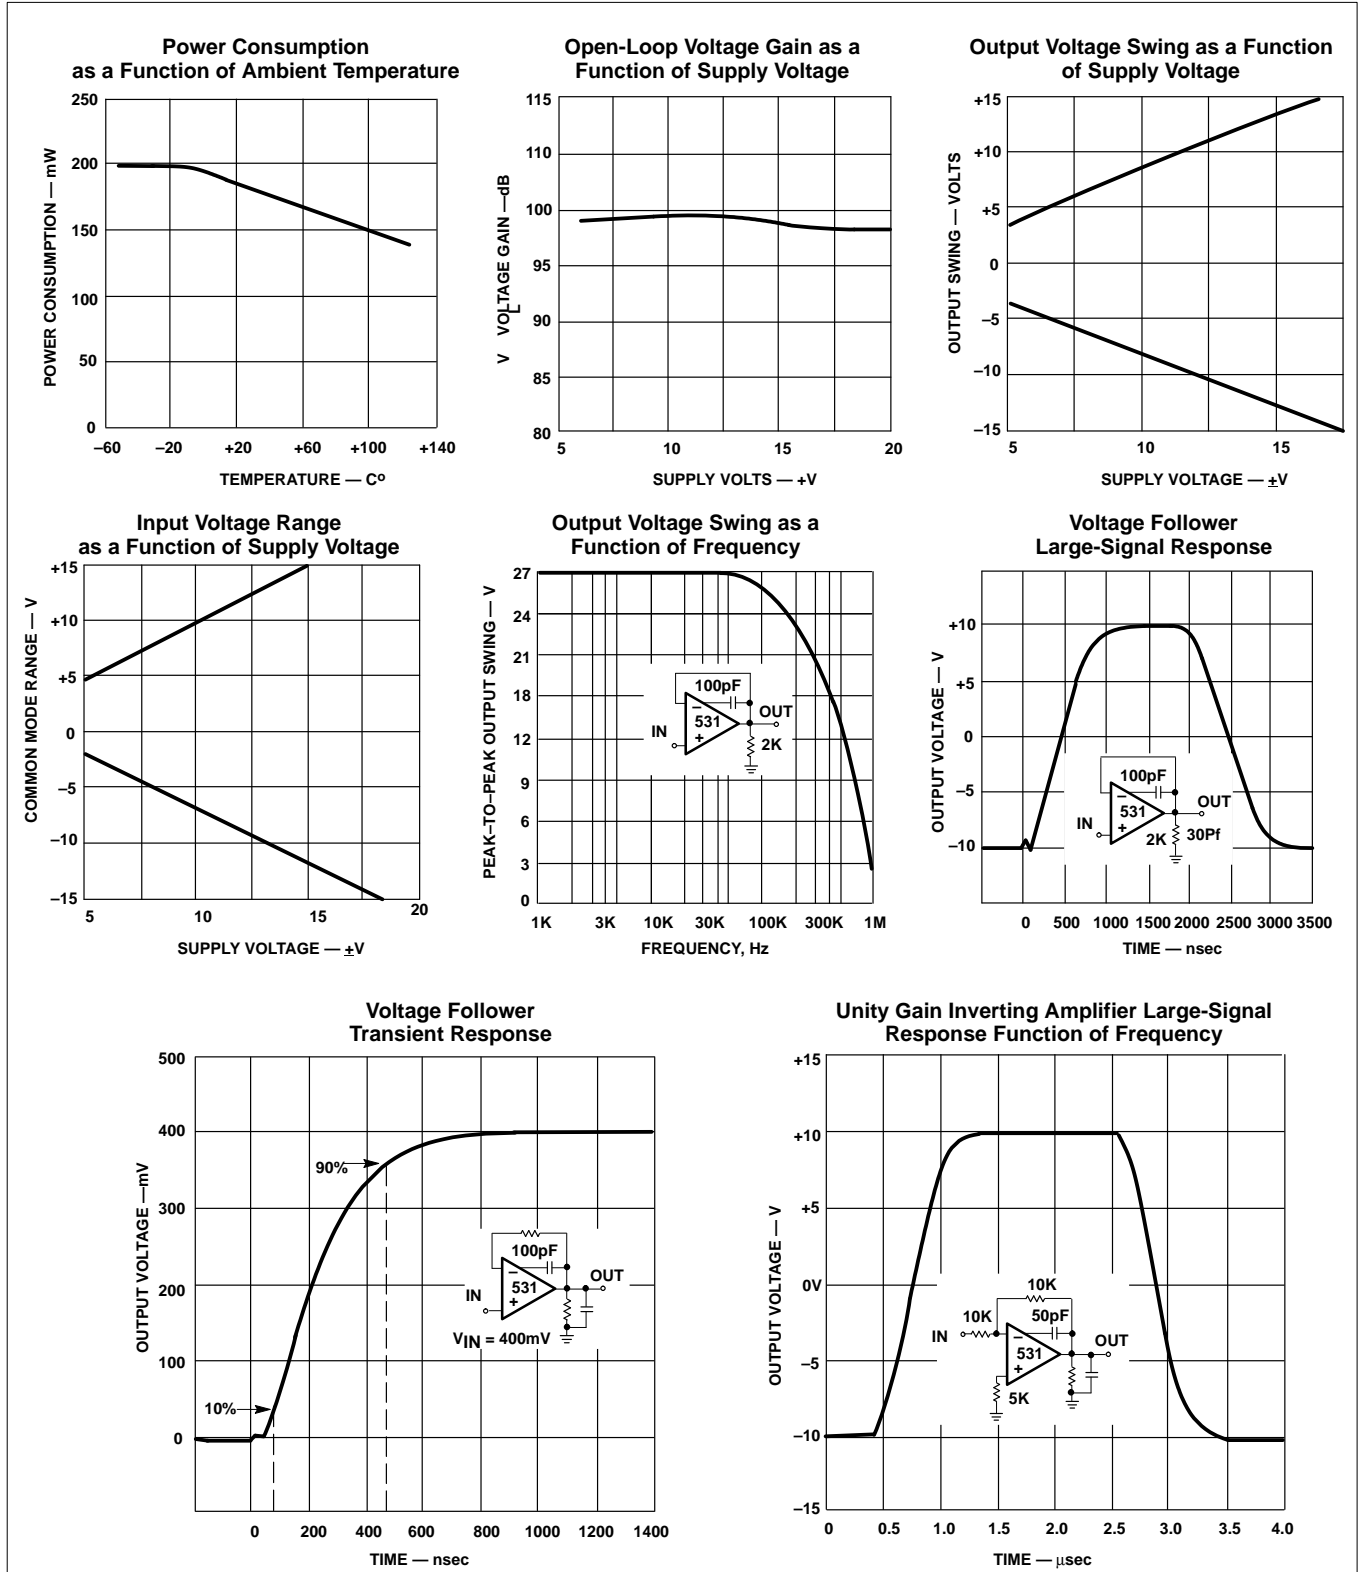 Power Consumption
as a Function of Ambient Temperature
250
200
150
100
50
0
–60 –20 +20 +60 +100 +140
POWER CONSUMPTION — mW
TEMPERATURE — Cº
Open-Loop Voltage Gain as a
Function of Supply Voltage
115
110
100
95
90
85
80
5 10 15 20
V VOLTAGE GAIN —dB
L
SUPPLY VOLTS — +V
Output Voltage Swing as a Function
of Supply Voltage
+15
+10
+5
0
–5
–10
–15
5 10 15
OUTPUT SWING — VOLTS
SUPPLY VOLTAGE — ±V
Input Voltage Range
as a Function of Supply Voltage
+15
+10
+5
0
–5
–10
–15
5 10 15 20
COMMON MODE RANGE — V
SUPPLY VOLTAGE — ±V
Output Voltage Swing as a
Function of Frequency
27
24
21
18
12
9
6
3
0
1K 3K 10K 30K 100K 300K 1M
PEAK–TO–PEAK OUTPUT SWING — V
FREQUENCY, Hz
100pF
–
531
+
IN
OUT
2K
Voltage Follower
Large-Signal Response
+10
+5
0
–5
–10
0 500 1000 1500 2000 2500 3000 3500
OUTPUT VOLTAGE — V
TIME — nsec
100pF
–
531
+
IN
OUT
2K 30Pf
Voltage Follower
Transient Response
500
400
300
200
100
0
0 200 400 600 800 1000 1200 1400
OUTPUT VOLTAGE —mV
TIME — nsec
90%
10%
100pF
–
531
+
IN
OUT
VIN = 400mV
Unity Gain Inverting Amplifier Large-Signal
Response Function of Frequency
+15
+10
+5
0V
–5
–10
–15
0 0.5 1.0 1.5 2.0 2.5 3.0 3.5 4.0
OUTPUT VOLTAGE — V
TIME — µsec
10K
10K
50pF
IN
–
531
+
OUT
5K